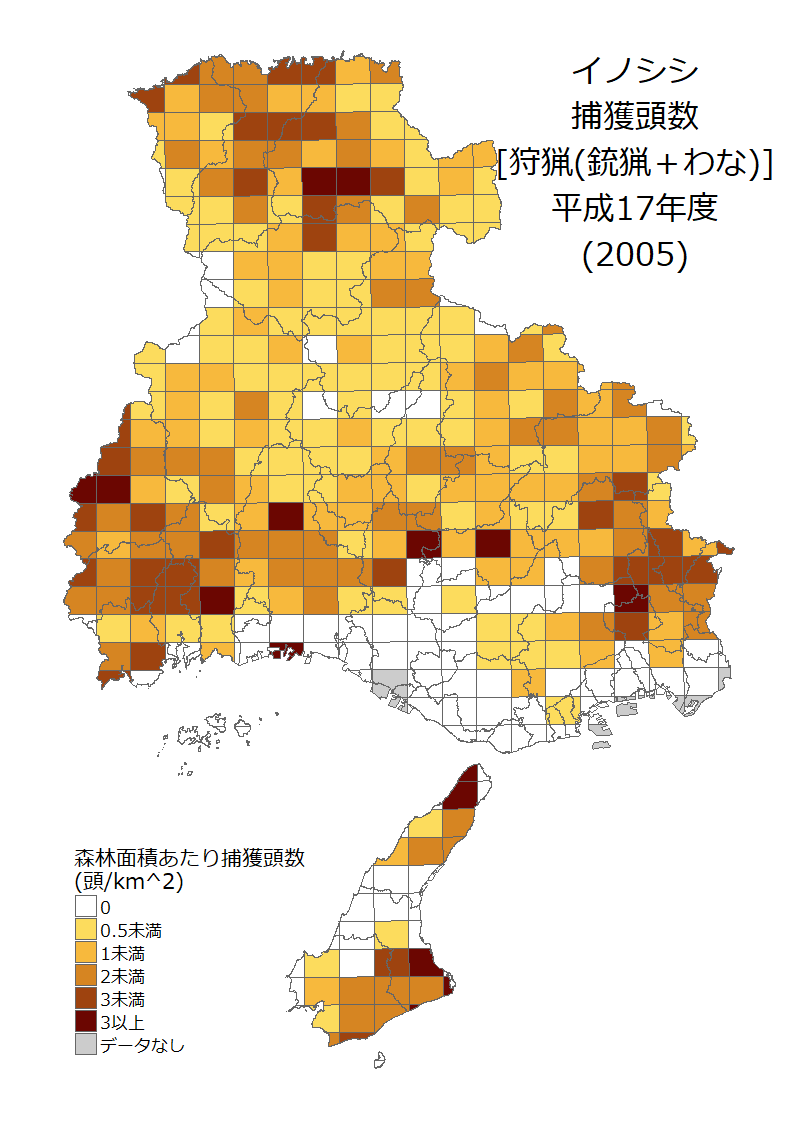 イノシシ
捕獲頭数
[狩猟(銃猟＋わな)]
平成17年度
(2005)
森林面積あたり捕獲頭数
(頭/km^2)
0
0.5未満
1未満
2未満
3未満
3以上
データなし